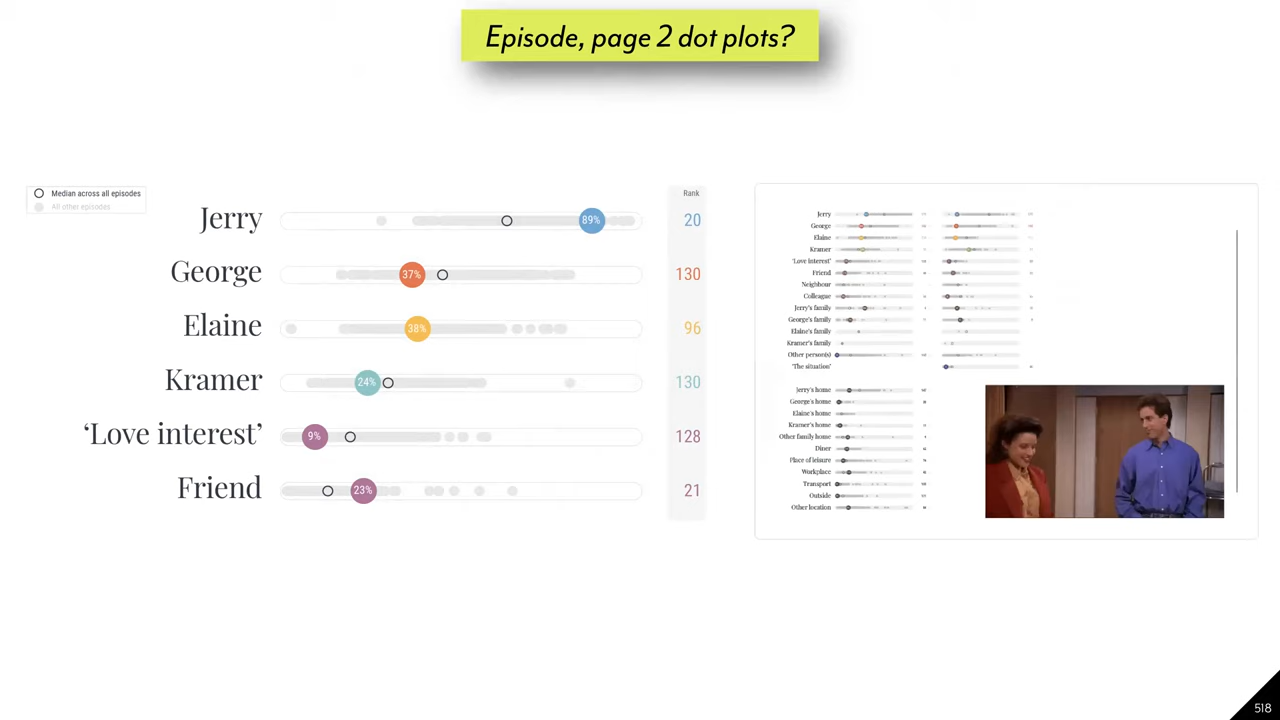 Episode, page 2 dot plots?
Median across all episodes
All other episodes
Rank
Jerry 89% 20
George 37% 130
Elaine 38% 96
Kramer 24% 130
‘Love interest’ 9% 128
Friend 23% 21
Jerry
George
Elaine
Kramer
‘Love interest’
Friend
Neighbour
Colleague
Jerry's family
George's family
Elaine's family
Kramer's family
Other person(s)
‘The situation’
Jerry's home
George's home
Elaine's home
Kramer's home
Other family home
Diner
Place of leisure
Workplace
Transport
Outside
Other location
518